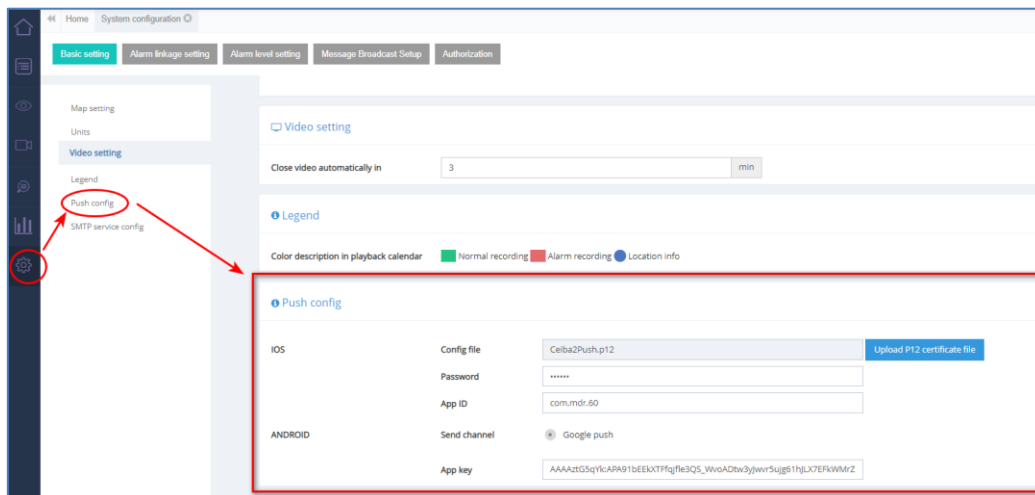 Home System configuration
Basic setting Alarm linkage setting Alarm level setting Message Broadcast Setup Authorization
Map setting
Units
Video setting
Legend
Push config
SMTP service config
Video setting
Close video automatically in 3 min
Legend
Color description in playback calendar Normal recording Alarm recording Location info
Push config
IOS Config file Ceiba2Push.p12 Upload P12 certificate file
Password ••••••
App ID com.mdr.60
ANDROID Send channel Google push
App key